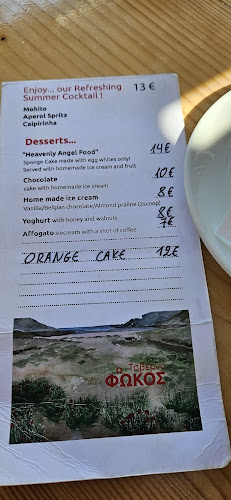 Enjoy... our Refreshing 13 €
Summer Cocktail !
Mohito
Aperol Spritz
Caipirinha
Desserts...
"Heavenly Angel Food" 14€
Sponge Cake made with egg whites only!
Served with homemade ice cream and fruit
Chocolate 10€
cake with homemade ice cream
Home made ice cream 8€
Vanilla/Belgian chocolate/Almond praline (2scoop)
Yoghurt with honey and walnuts 8€
Affogato icecream with a shot of coffee 7€
ORANGE CAKE 12€
Ο Ταβέρνα
ΦΩΚΟΣ